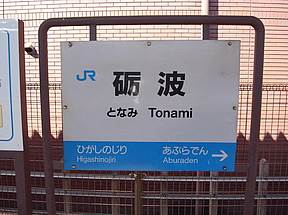 JR 砺波
となみ Tonami
ひがしのじり あぶらでん
Higashinojiri Aburaden →